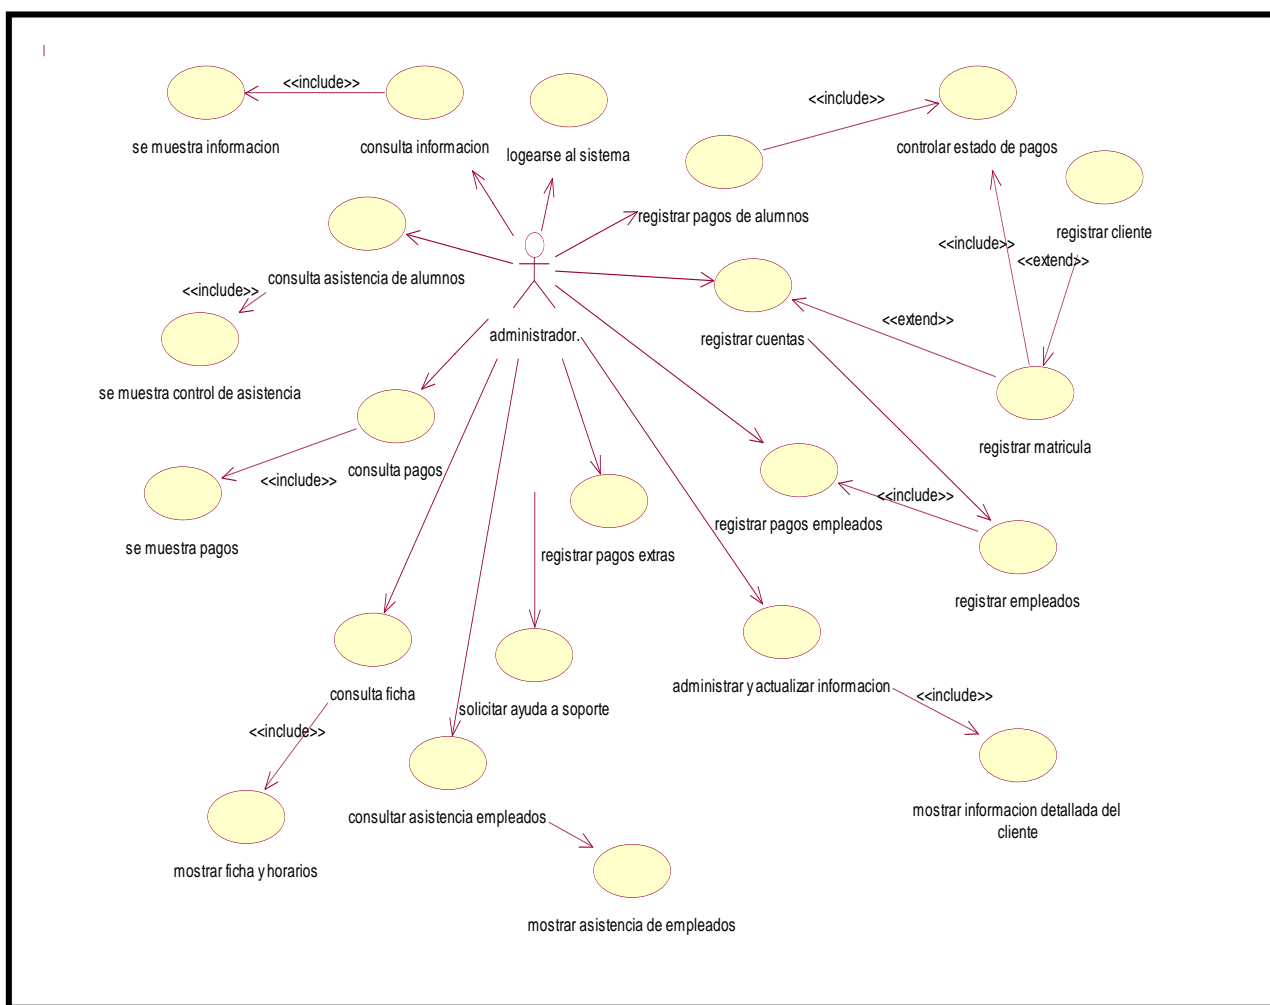 <<include>>
se muestra informacion
consulta informacion
logearse al sistema
<<include>>
controlar estado de pagos
registrar pagos de alumnos
registrar cliente
<<include>>
<<extend>>
consulta asistencia de alumnos
<<include>>
administrador.
registrar cuentas
<<extend>>
se muestra control de asistencia
registrar matricula
consulta pagos
<<include>>
se muestra pagos
registrar pagos extras
registrar pagos empleados
<<include>>
registrar empleados
consulta ficha
<<include>>
solicitar ayuda a soporte
administrar y actualizar informacion
<<include>>
mostrar informacion detallada del
cliente
consultar asistencia empleados
mostrar ficha y horarios
mostrar asistencia de empleados